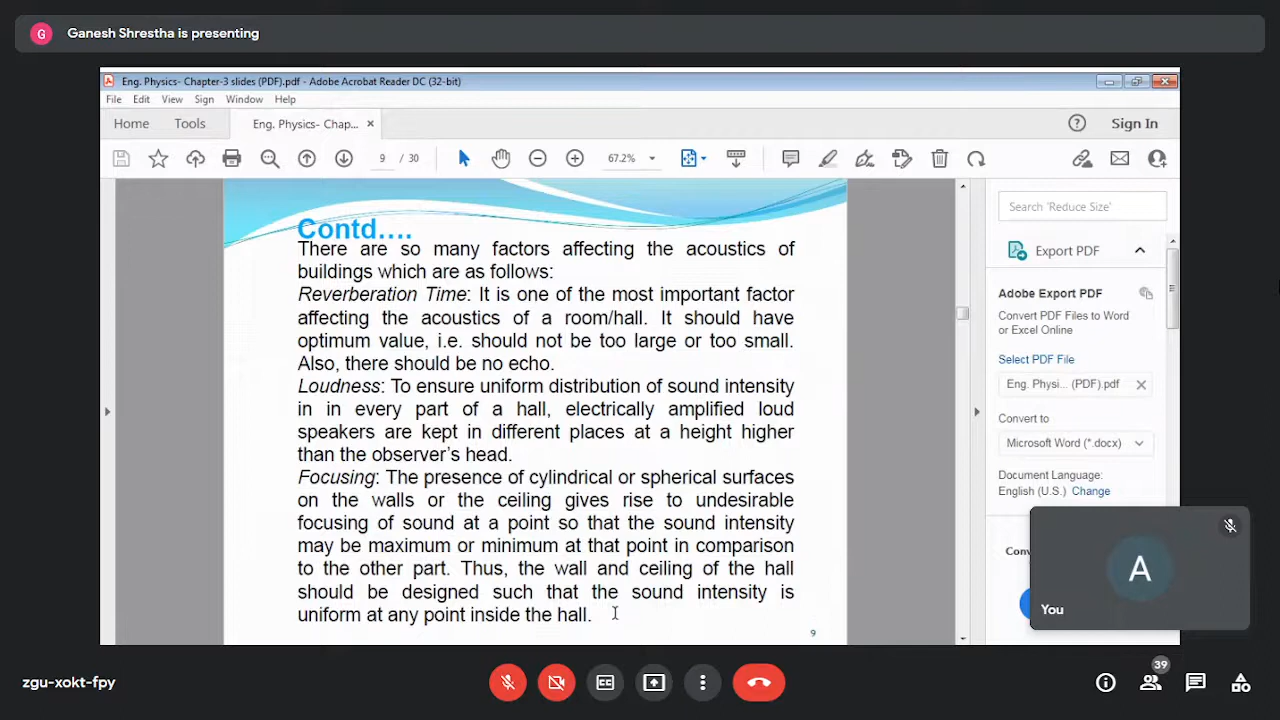 G Ganesh Shrestha is presenting
Eng. Physics- Chapter-3 slides (PDF).pdf - Adobe Acrobat Reader DC (32-bit)
File Edit View Sign Window Help
Home Tools Eng. Physics- Chap... × Sign In
9 / 30 67.2%
Contd….
There are so many factors affecting the acoustics of
buildings which are as follows:
Reverberation Time: It is one of the most important factor
affecting the acoustics of a room/hall. It should have
optimum value, i.e. should not be too large or too small.
Also, there should be no echo.
Loudness: To ensure uniform distribution of sound intensity
in in every part of a hall, electrically amplified loud
speakers are kept in different places at a height higher
than the observer's head.
Focusing: The presence of cylindrical or spherical surfaces
on the walls or the ceiling gives rise to undesirable
focusing of sound at a point so that the sound intensity
may be maximum or minimum at that point in comparison
to the other part. Thus, the wall and ceiling of the hall
should be designed such that the sound intensity is
uniform at any point inside the hall.
9
Search 'Reduce Size'
Export PDF
Adobe Export PDF
Convert PDF Files to Word
or Excel Online
Select PDF File
Eng. Physi... (PDF).pdf ×
Convert to
Microsoft Word (*.docx)
Document Language:
English (U.S.) Change
A
You
zgu-xokt-fpy
CC
39